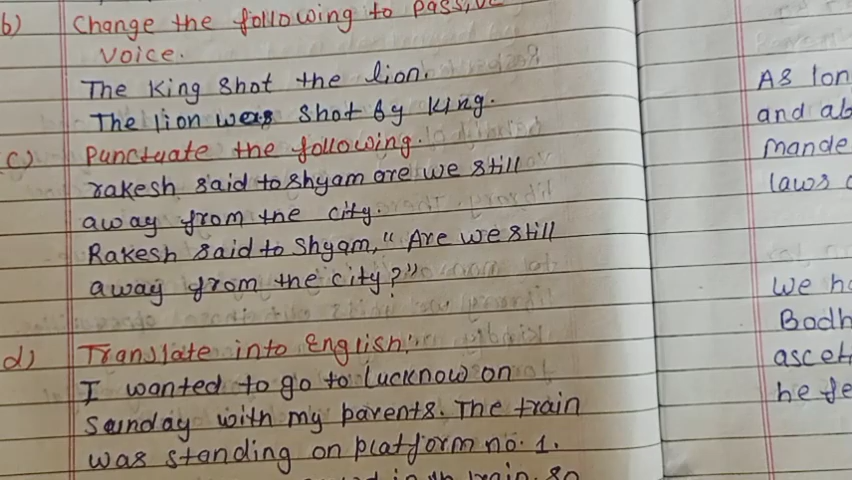 b) Change the following to passive
voice.
The King shot the lion.
The lion was shot by King.
c) Punctuate the following.
rakesh said to shyam are we still
away from the city.
Rakesh said to Shyam, "Are we still
away from the city?"
d) Translate into English:
I wanted to go to Lucknow on
Sunday with my parents. The train
was standing on platform no. 1.
train. so
As lon
and ab
mande
laws
We ha
Bodh
ascet
he fe